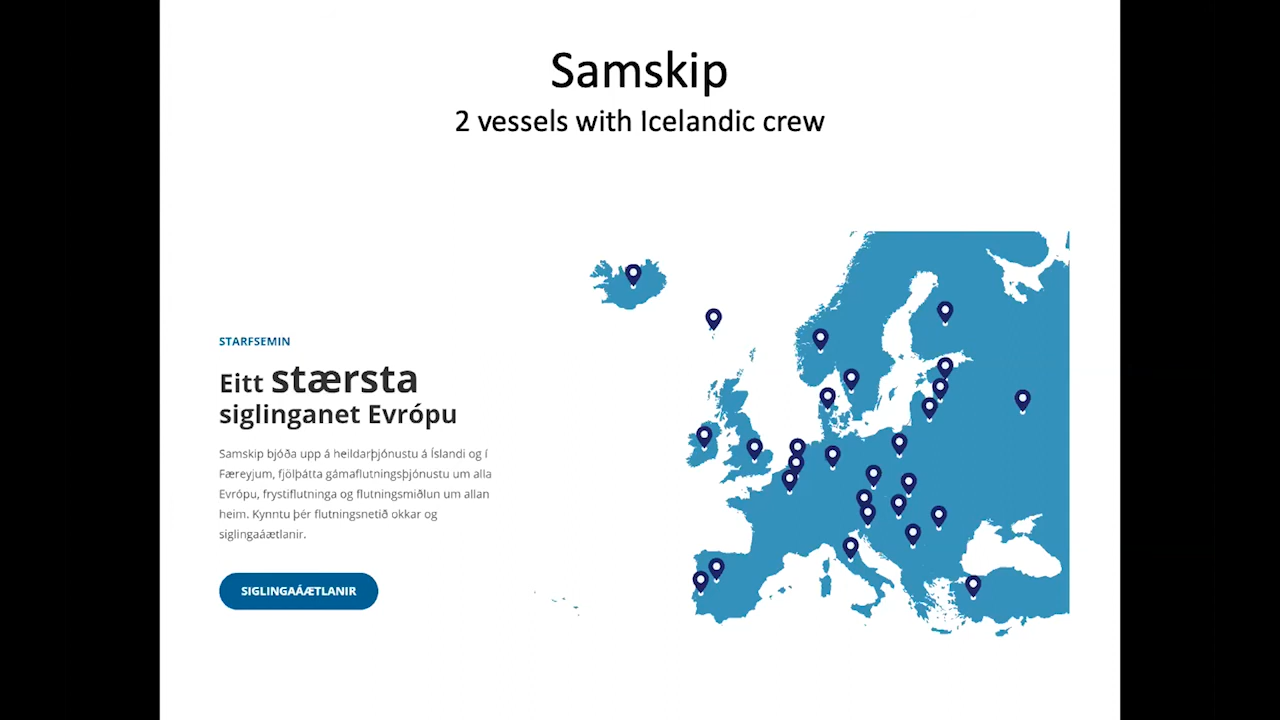 Samskip
2 vessels with Icelandic crew
STARFSEMIN
Eitt stærsta
siglinganet Evrópu
Samskip bjóða upp á heildarþjónustu á Íslandi og í
Færeyjum, fjölþátta gámaflutningsþjónustu um alla
Evrópu, frystiflutninga og flutningsmiðlun um allan
heim. Kynntu þér flutningsnetið okkar og
siglingaáætlanir.
SIGLINGAÁÆTLANIR